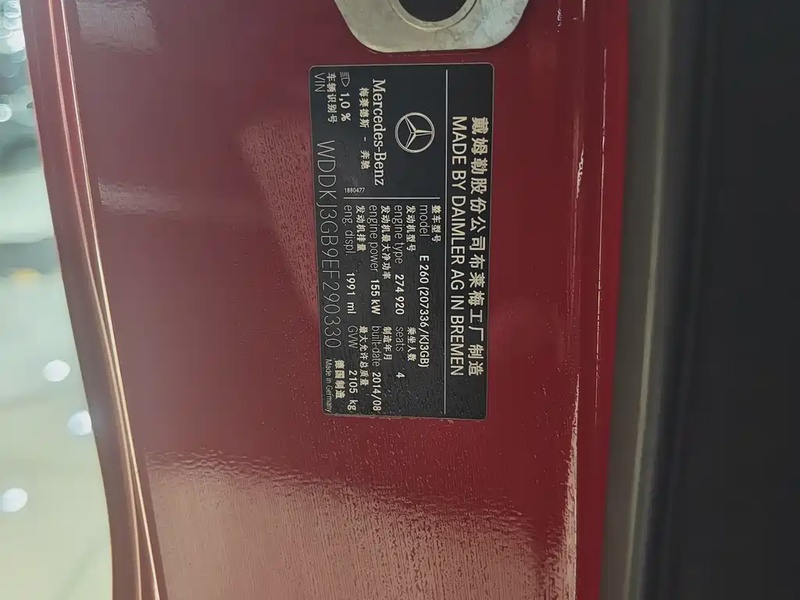 戴姆勒股份公司布莱梅工厂制造
MADE BY DAIMLER AG IN BREMEN
Mercedes-Benz
梅赛德斯 - 奔驰
1,0 %
1880477
整车型号
model E 260 (207336/KJ3GB)
发动机型号 乘坐人数
engine type 274 920 seats 4
发动机最大净功率 制造年月
engine power 155 kW built-date 2014/08
发动机排量 最大允许总质量
eng. displ. 1991 ml GVW 2105 kg
车辆识别号 德国制造
VIN WDDKJ3GB9EF290330 Made in Germany